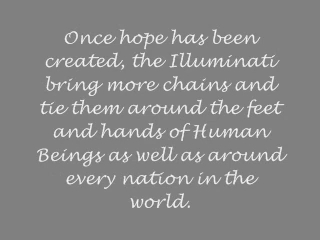 Once hope has been
created, the Illuminati
bring more chains and
tie them around the feet
and hands of Human
Beings as well as around
every nation in the
world.